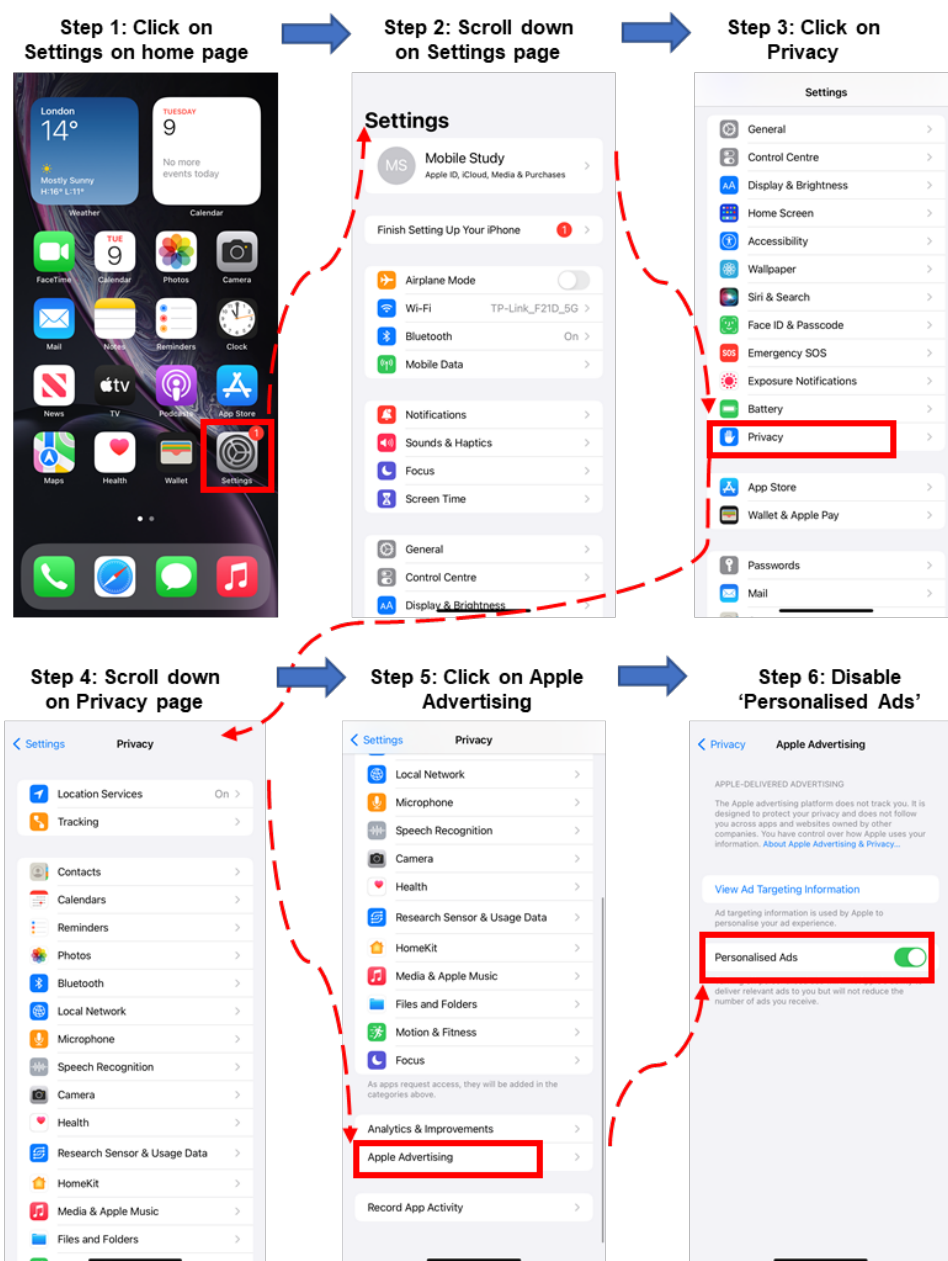 Step 1: Click on
Settings on home page
Step 2: Scroll down
on Settings page
Step 3: Click on
Privacy
London
14°
Mostly Sunny
H:16° L:11°
Weather
TUESDAY
9
No more
events today
Calendar
FaceTime
TUE
9
Calendar
Photos
Camera
Mail
Notes
Reminders
Clock
News
tv
TV
Podcasts
App Store
Maps
Health
Wallet
1
Settings
Settings
MS
Mobile Study
Apple ID, iCloud, Media & Purchases
Finish Setting Up Your iPhone 1
Airplane Mode
Wi-Fi TP-Link_F21D_5G
Bluetooth On
Mobile Data
Notifications
Sounds & Haptics
Focus
Screen Time
General
Control Centre
AA Display & Brightness
Settings
General
Control Centre
AA Display & Brightness
Home Screen
Accessibility
Wallpaper
Siri & Search
Face ID & Passcode
SOS Emergency SOS
Exposure Notifications
Battery
Privacy
App Store
Wallet & Apple Pay
Passwords
Mail
Step 4: Scroll down
on Privacy page
Step 5: Click on Apple
Advertising
Step 6: Disable
‘Personalised Ads’
Settings Privacy
Location Services On
Tracking
Contacts
Calendars
Reminders
Photos
Bluetooth
Local Network
Microphone
Speech Recognition
Camera
Health
Research Sensor & Usage Data
HomeKit
Media & Apple Music
Files and Folders
Settings Privacy
Local Network
Microphone
Speech Recognition
Camera
Health
Research Sensor & Usage Data
HomeKit
Media & Apple Music
Files and Folders
Motion & Fitness
Focus
As apps request access, they will be added in the
categories above.
Analytics & Improvements
Apple Advertising
Record App Activity
Privacy Apple Advertising
APPLE-DELIVERED ADVERTISING
The Apple advertising platform does not track you. It is
designed to protect your privacy and does not follow
you across apps and websites owned by other
companies. You have control over how Apple uses your
information. About Apple Advertising & Privacy...
View Ad Targeting Information
Ad targeting information is used by Apple to
personalise your ad experience.
Personalised Ads
deliver relevant ads to you but will not reduce the
number of ads you receive.